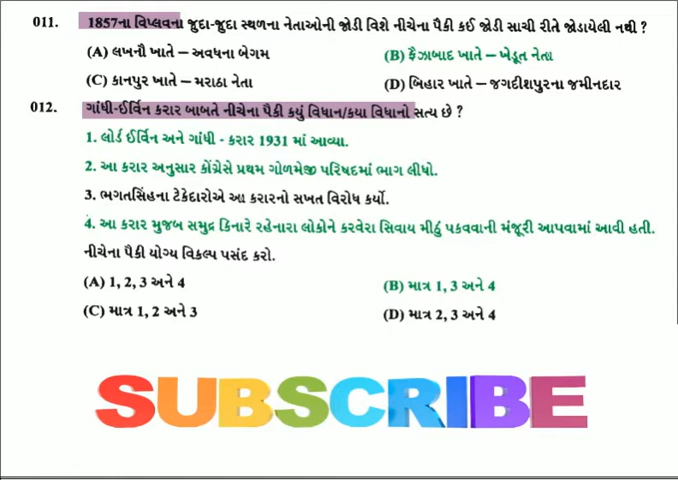 011. 1857ના વિપ્લવના જુદા-જુદા સ્થળના નેતાઓની જોડી વિશે નીચેના પૈકી કઈ જોડી સાચી રીતે જોડાયેલી નથી ?
(A) લખનૌ ખાતે – અવધના બેગમ (B) ફૈઝાબાદ ખાતે – ખેડૂત નેતા
(C) કાનપુર ખાતે – મરાઠા નેતા (D) બિહાર ખાતે – જગદીશપુરના જમીનદાર
012. ગાંધી-ઈર્વિન કરાર બાબતે નીચેના પૈકી કયું વિધાન/કયા વિધાનો સત્ય છે ?
1. લોર્ડ ઈર્વિન અને ગાંધી - કરાર 1931 માં આવ્યા.
2. આ કરાર અનુસાર કોંગ્રેસે પ્રથમ ગોળમેજી પરિષદમાં ભાગ લીધો.
3. ભગતસિંહના ટેકેદારોએ આ કરારનો સખત વિરોધ કર્યો.
4. આ કરાર મુજબ સમુદ્ર કિનારે રહેનારા લોકોને કરવેરા સિવાય મીઠું પકવવાની મંજૂરી આપવામાં આવી હતી.
નીચેના પૈકી યોગ્ય વિકલ્પ પસંદ કરો.
(A) 1, 2, 3 અને 4 (B) માત્ર 1, 3 અને 4
(C) માત્ર 1, 2 અને 3 (D) માત્ર 2, 3 અને 4
SUBSCRIBE